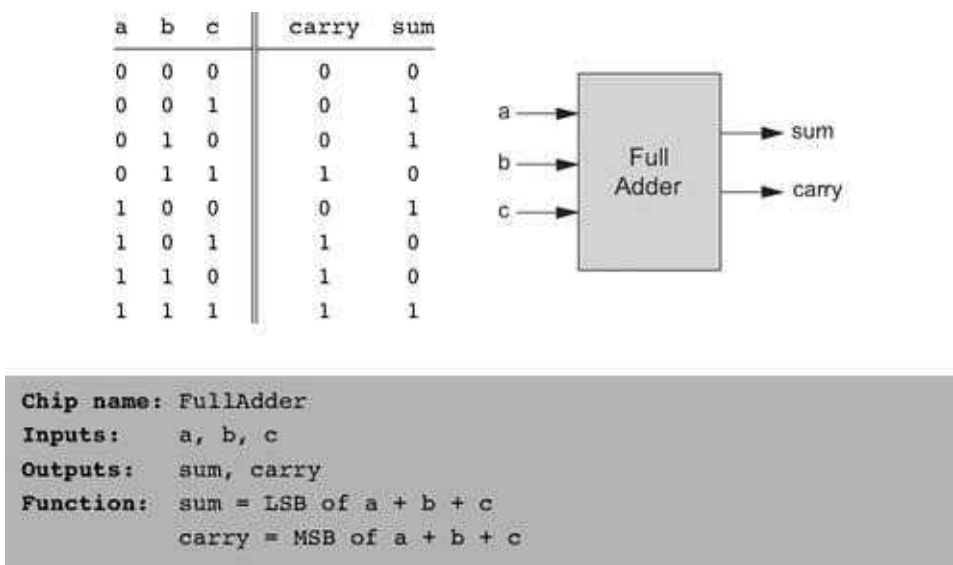 a b c carry sum
0 0 0 0 0
0 0 1 0 1
0 1 0 0 1
0 1 1 1 0
1 0 0 0 1
1 0 1 1 0
1 1 0 1 0
1 1 1 1 1
a
b
c
Full
Adder
sum
carry
Chip name: FullAdder
Inputs: a, b, c
Outputs: sum, carry
Function: sum = LSB of a + b + c
carry = MSB of a + b + c